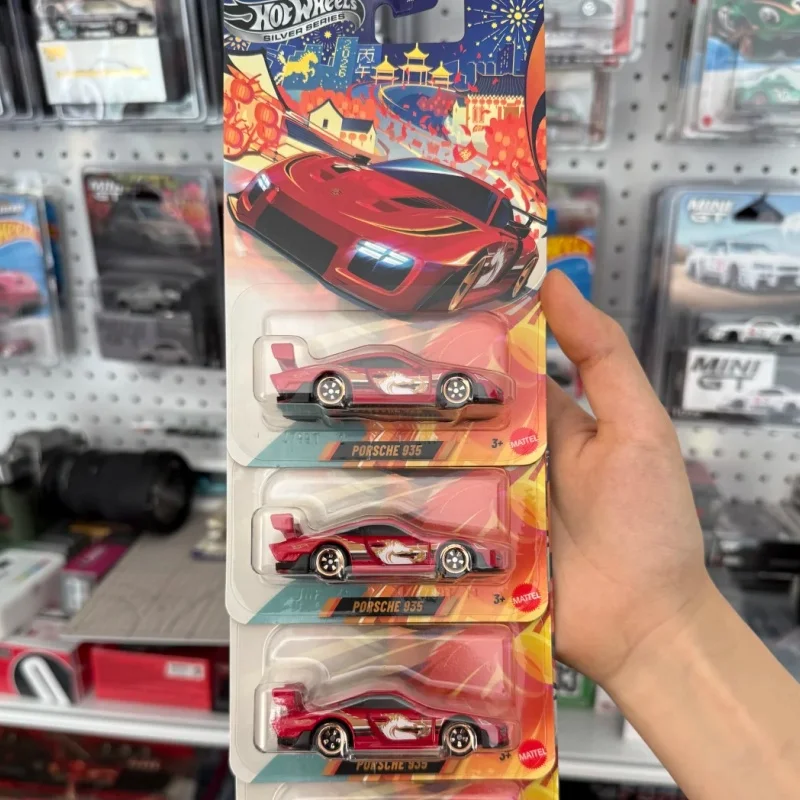 Hot Wheels
SILVER SERIES
2026
丙午
PORSCHE 935
3+
MATTEL
PORSCHE 935
3+
MATTEL
PORSCHE 935
3+
MATTEL
MINI
GT
MINI
GT